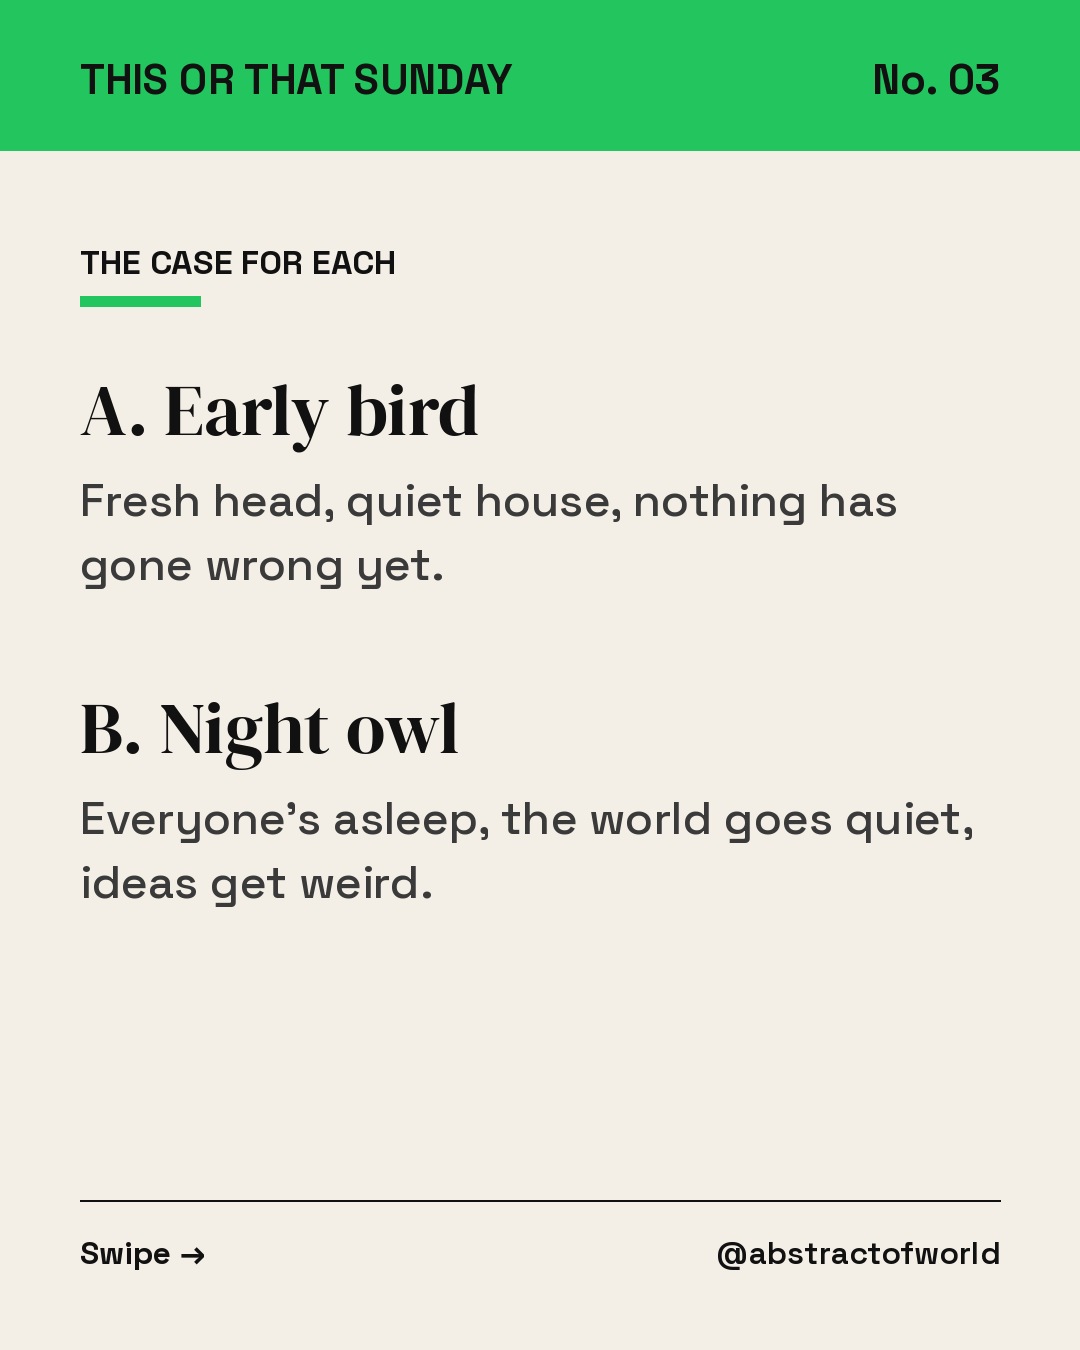 THIS OR THAT SUNDAY
No. 03
THE CASE FOR EACH
A. Early bird
Fresh head, quiet house, nothing has
gone wrong yet.
B. Night owl
Everyone’s asleep, the world goes quiet,
ideas get weird.
Swipe →
@abstractofworld